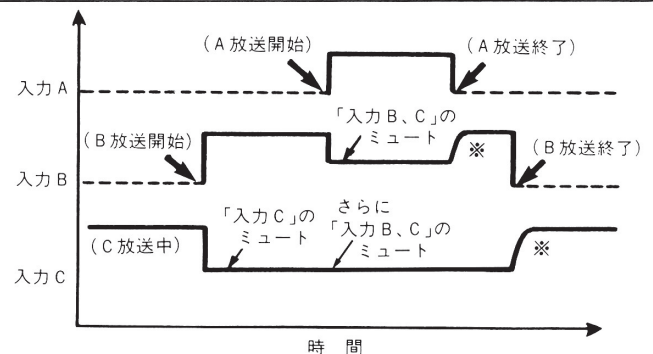 (A放送開始)
(A放送終了)
入力A
「入力B、C」の
ミュート
(B放送開始)
※
(B放送終了)
入力B
「入力C」の
ミュート
さらに
「入力B、C」の
ミュート
(C放送中)
※
入力C
時 間